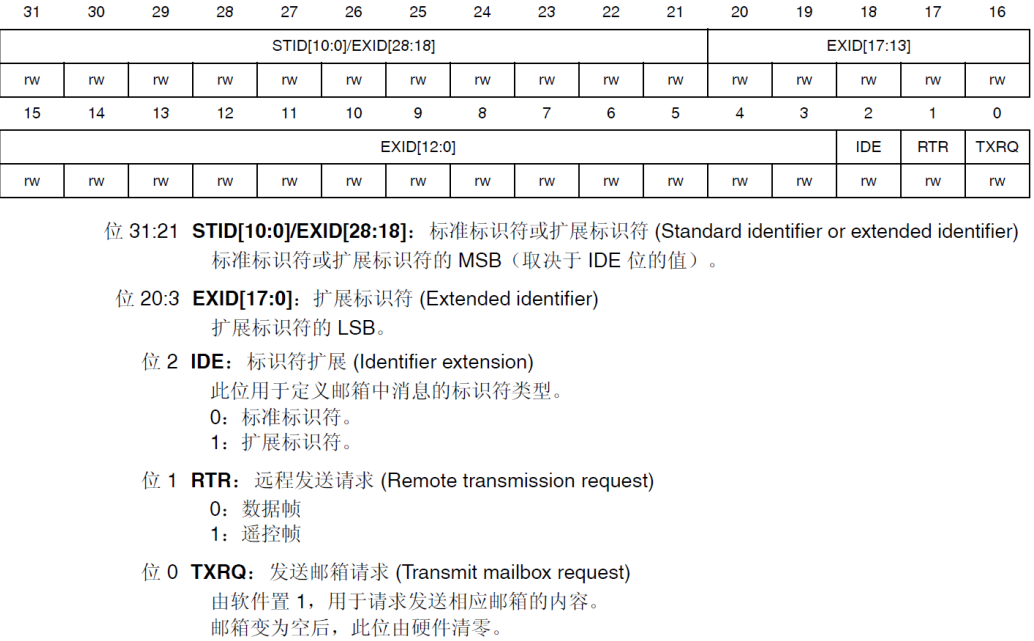 31 30 29 28 27 26 25 24 23 22 21 20 19 18 17 16
STID[10:0]/EXID[28:18] EXID[17:13]
rw rw rw rw rw rw rw rw rw rw rw rw rw rw rw rw
15 14 13 12 11 10 9 8 7 6 5 4 3 2 1 0
EXID[12:0] IDE RTR TXRQ
rw rw rw rw rw rw rw rw rw rw rw rw rw rw rw rw
位 31:21 STID[10:0]/EXID[28:18]：标准标识符或扩展标识符 (Standard identifier or extended identifier)
标准标识符或扩展标识符的 MSB（取决于 IDE 位的值）。
位 20:3 EXID[17:0]：扩展标识符 (Extended identifier)
扩展标识符的 LSB。
位 2 IDE：标识符扩展 (Identifier extension)
此位用于定义邮箱中消息的标识符类型。
0：标准标识符。
1：扩展标识符。
位 1 RTR：远程发送请求 (Remote transmission request)
0：数据帧
1：遥控帧
位 0 TXRQ：发送邮箱请求 (Transmit mailbox request)
由软件置 1，用于请求发送相应邮箱的内容。
邮箱变为空后，此位由硬件清零。